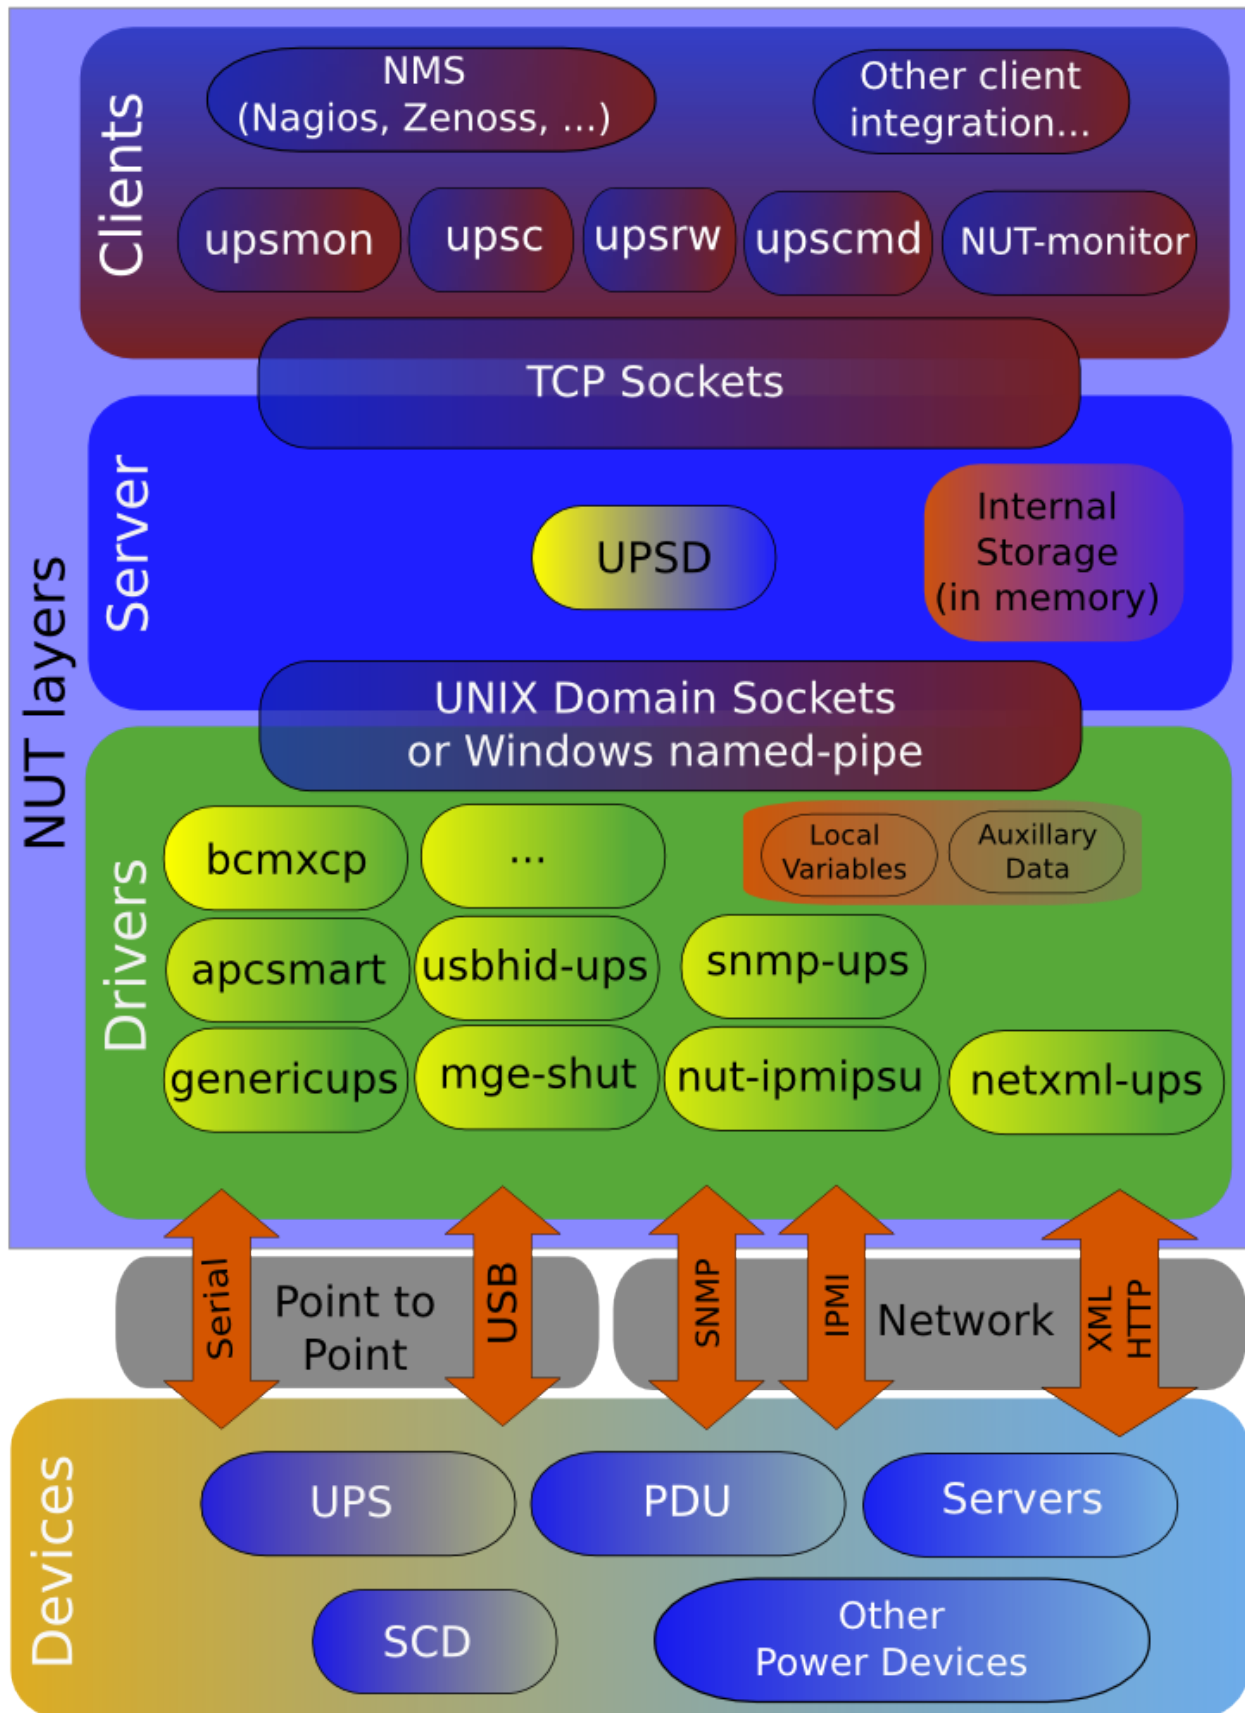 NUT layers
Clients
NMS
(Nagios, Zenoss, ...)
Other client
integration...
upsmon
upsc
upsrw
upscmd
NUT-monitor
TCP Sockets
Server
UPSD
Internal
Storage
(in memory)
UNIX Domain Sockets
or Windows named-pipe
Drivers
bcmxcp
...
Local
Variables
Auxillary
Data
apcsmart
usbhid-ups
snmp-ups
genericups
mge-shut
nut-ipmipsu
netxml-ups
Serial
Point to
Point
USB
SNMP
IPMI
Network
XML
HTTP
Devices
UPS
PDU
Servers
SCD
Other
Power Devices